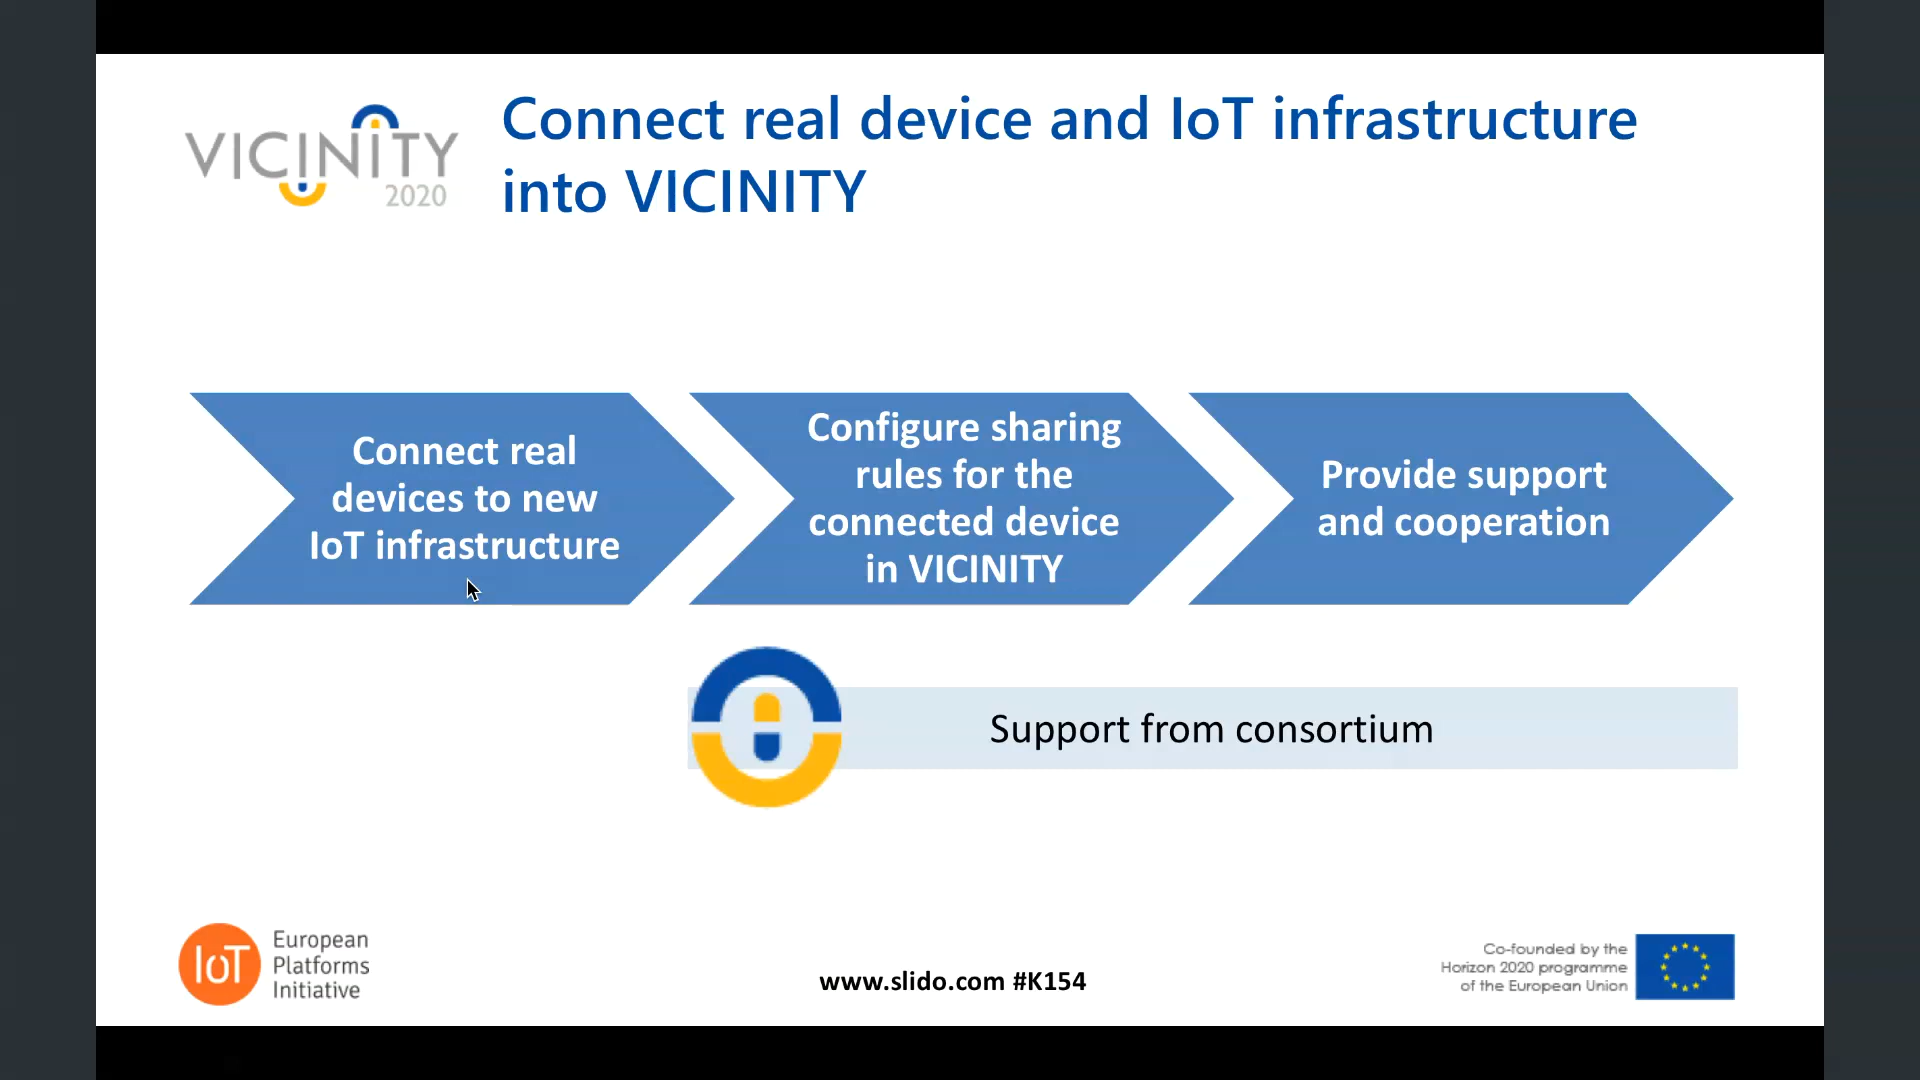 VICINITY
2020
Connect real device and IoT infrastructure
into VICINITY
Connect real
devices to new
IoT infrastructure
Configure sharing
rules for the
connected device
in VICINITY
Provide support
and cooperation
Support from consortium
IoT
European
Platforms
Initiative
www.slido.com #K154
Co-founded by the
Horizon 2020 programme
of the European Union